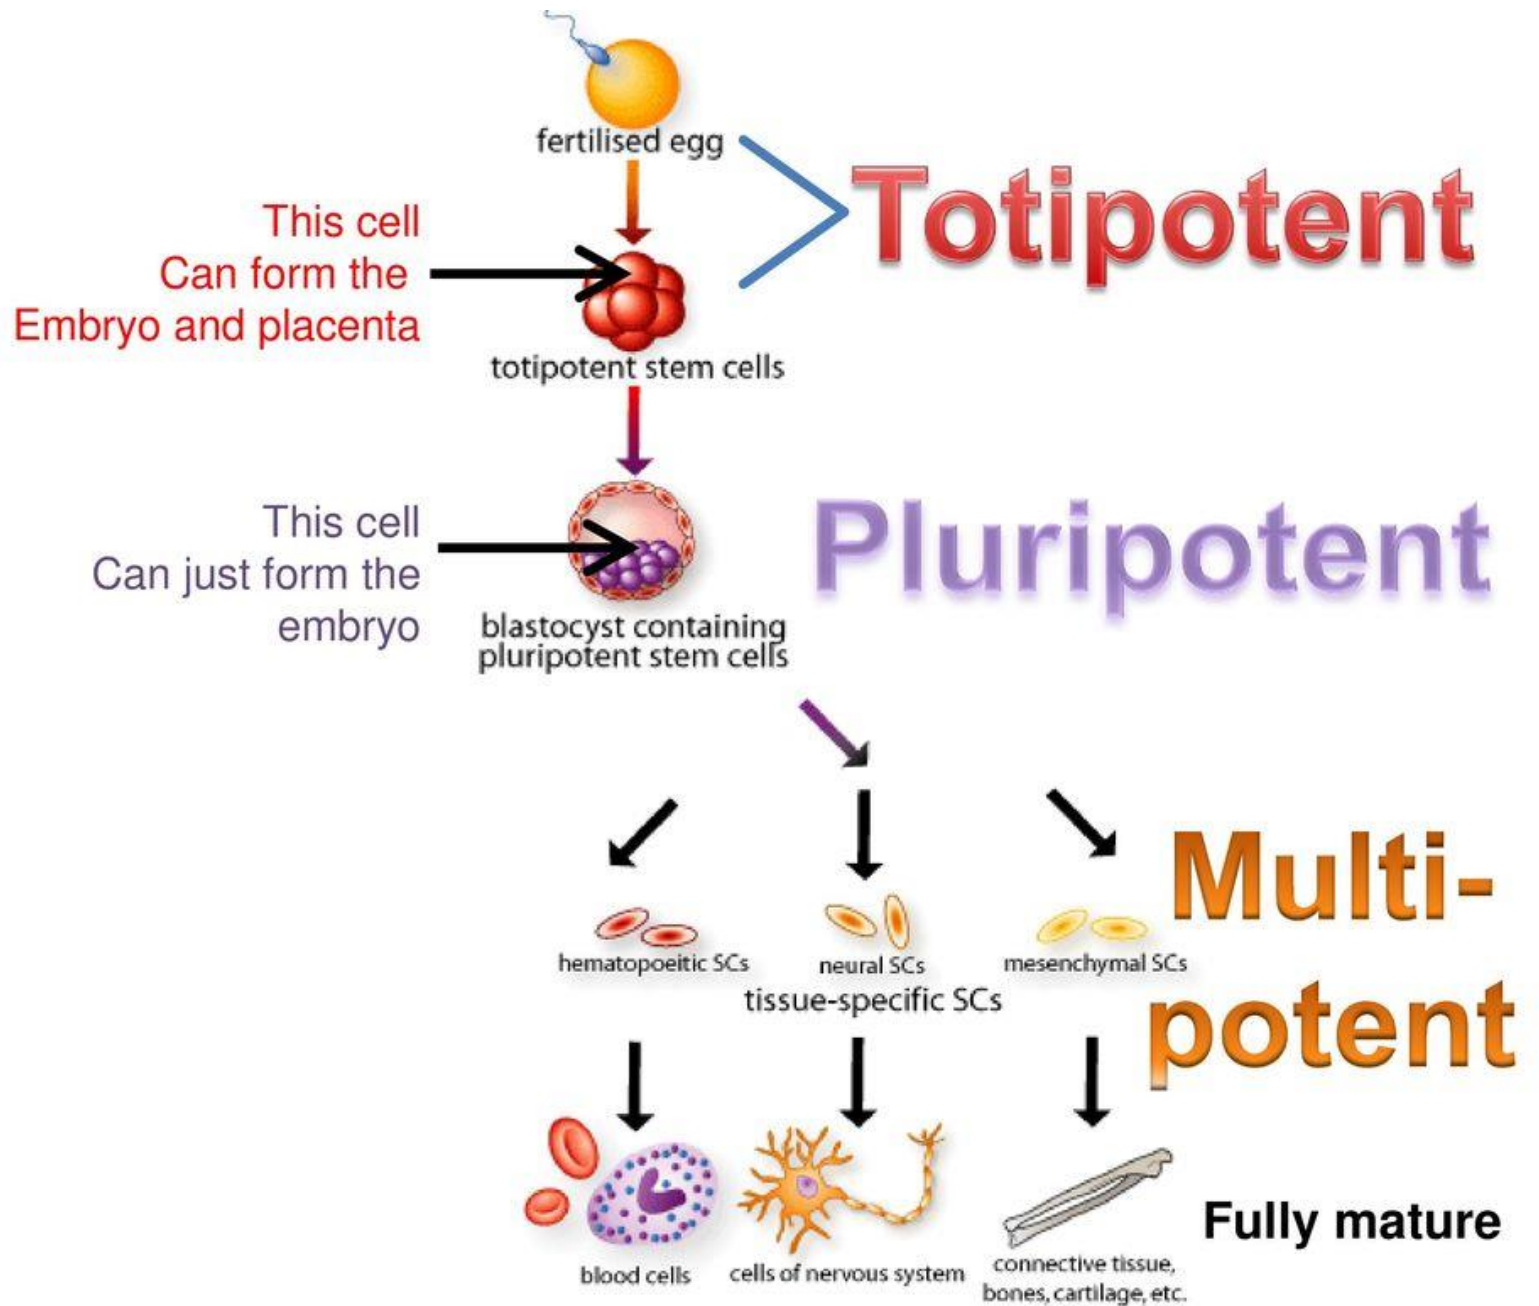 fertilised egg
Totipotent
This cell
Can form the
Embryo and placenta
totipotent stem cells
Pluripotent
This cell
Can just form the
embryo
blastocyst containing
pluripotent stem cells
Multi-
potent
hematopoeitic SCs
neural SCs
mesenchymal SCs
tissue-specific SCs
Fully mature
blood cells
cells of nervous system
connective tissue,
bones, cartilage, etc.